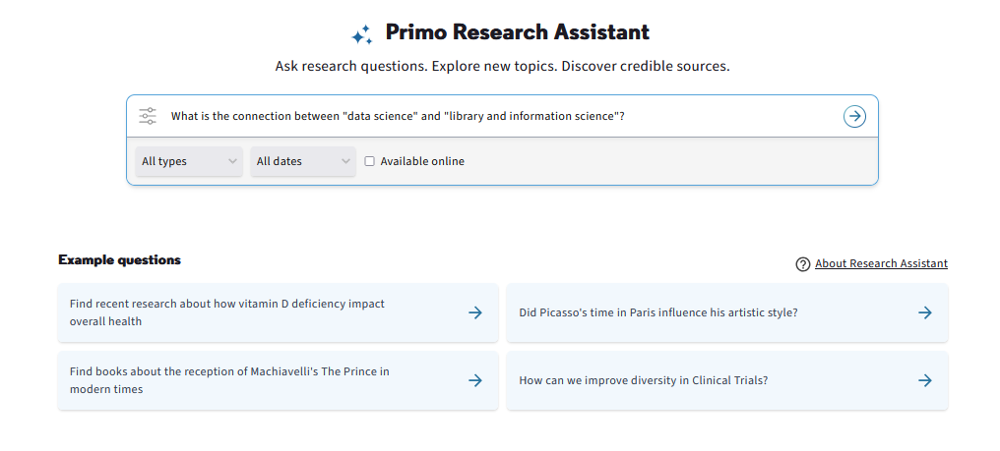 Primo Research Assistant
Ask research questions. Explore new topics. Discover credible sources.
What is the connection between "data science" and "library and information science"?
All types
All dates
Available online
Example questions
About Research Assistant
Find recent research about how vitamin D deficiency impact
overall health
Did Picasso's time in Paris influence his artistic style?
Find books about the reception of Machiavelli's The Prince in
modern times
How can we improve diversity in Clinical Trials?